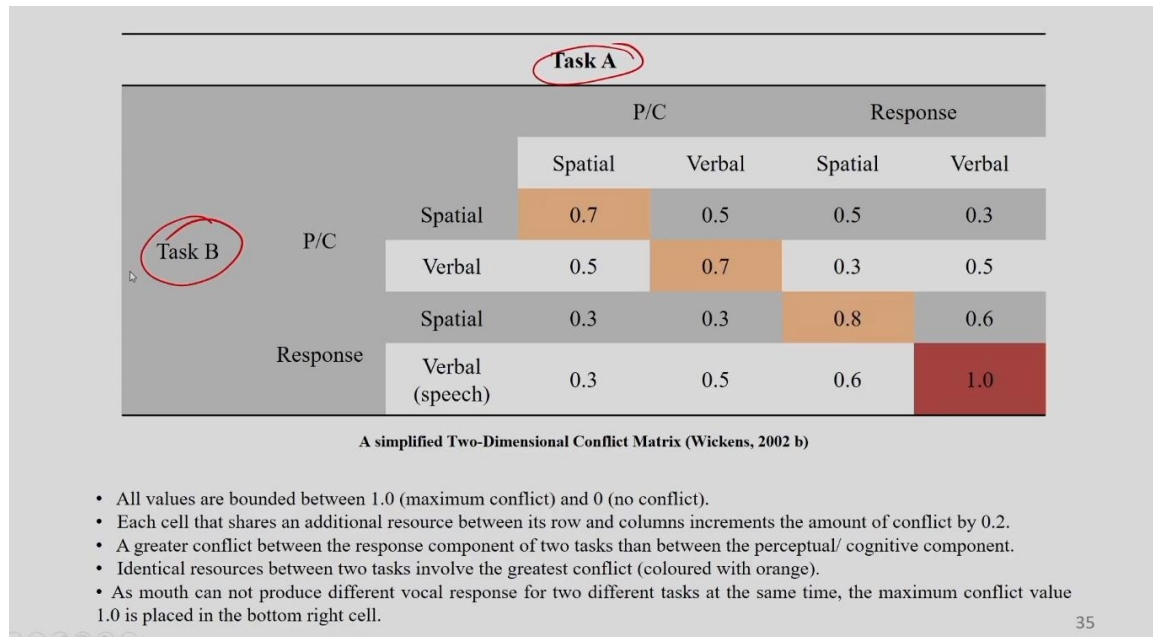 Task A
P/C Response
Spatial Verbal Spatial Verbal
Spatial 0.7 0.5 0.5 0.3
Task B P/C
Verbal 0.5 0.7 0.3 0.5
Spatial 0.3 0.3 0.8 0.6
Response
Verbal (speech) 0.3 0.5 0.6 1.0
A simplified Two-Dimensional Conflict Matrix (Wickens, 2002 b)
• All values are bounded between 1.0 (maximum conflict) and 0 (no conflict).
• Each cell that shares an additional resource between its row and columns increments the amount of conflict by 0.2.
• A greater conflict between the response component of two tasks than between the perceptual/ cognitive component.
• Identical resources between two tasks involve the greatest conflict (coloured with orange).
• As mouth can not produce different vocal response for two different tasks at the same time, the maximum conflict value
1.0 is placed in the bottom right cell.
35